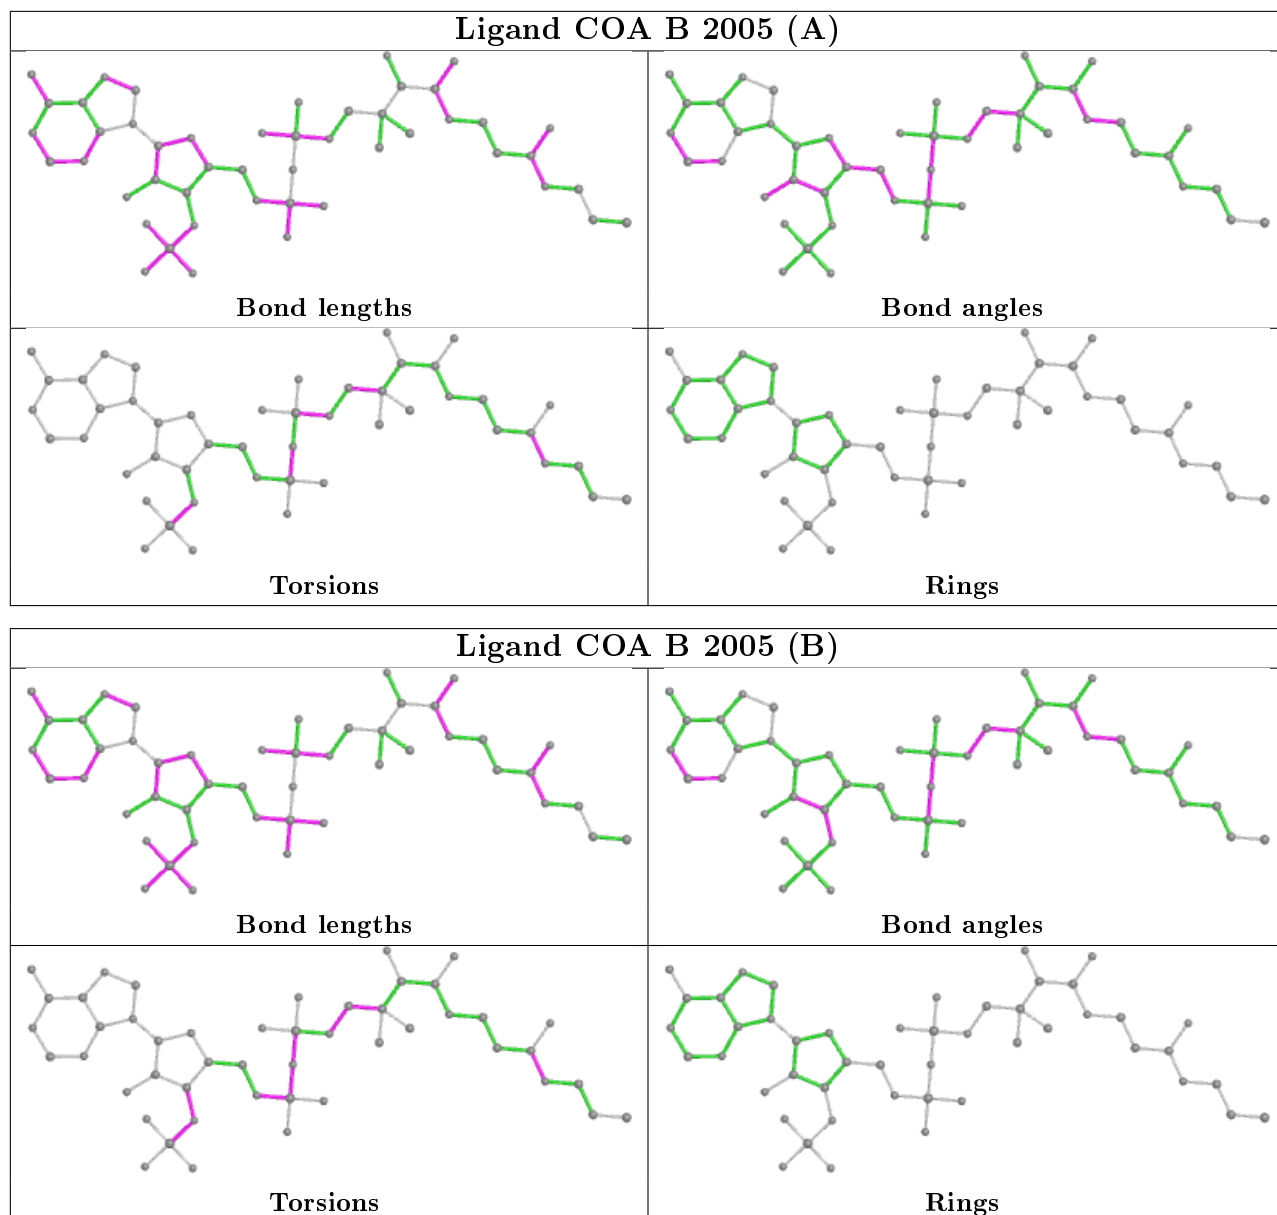 Ligand COA B 2005 (A)
Bond lengths
Bond angles
Torsions
Rings
Ligand COA B 2005 (B)
Bond lengths
Bond angles
Torsions
Rings